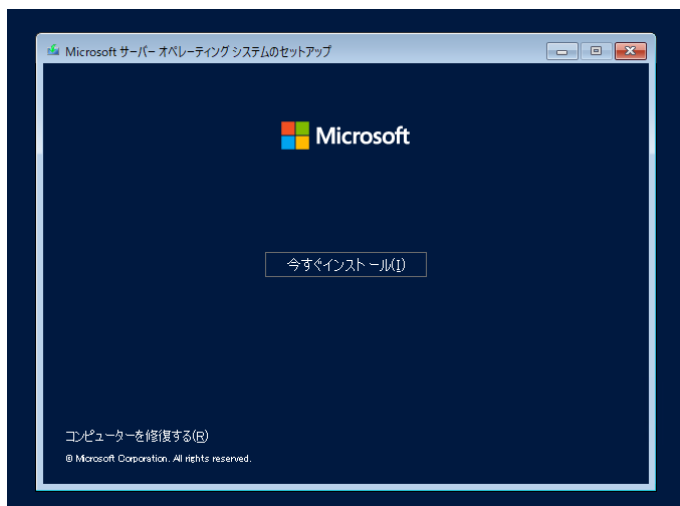 Microsoft サーバー オペレーティング システムのセットアップ
Microsoft
今すぐインストール(I)
コンピューターを修復する(R)
© Microsoft Corporation. All rights reserved.